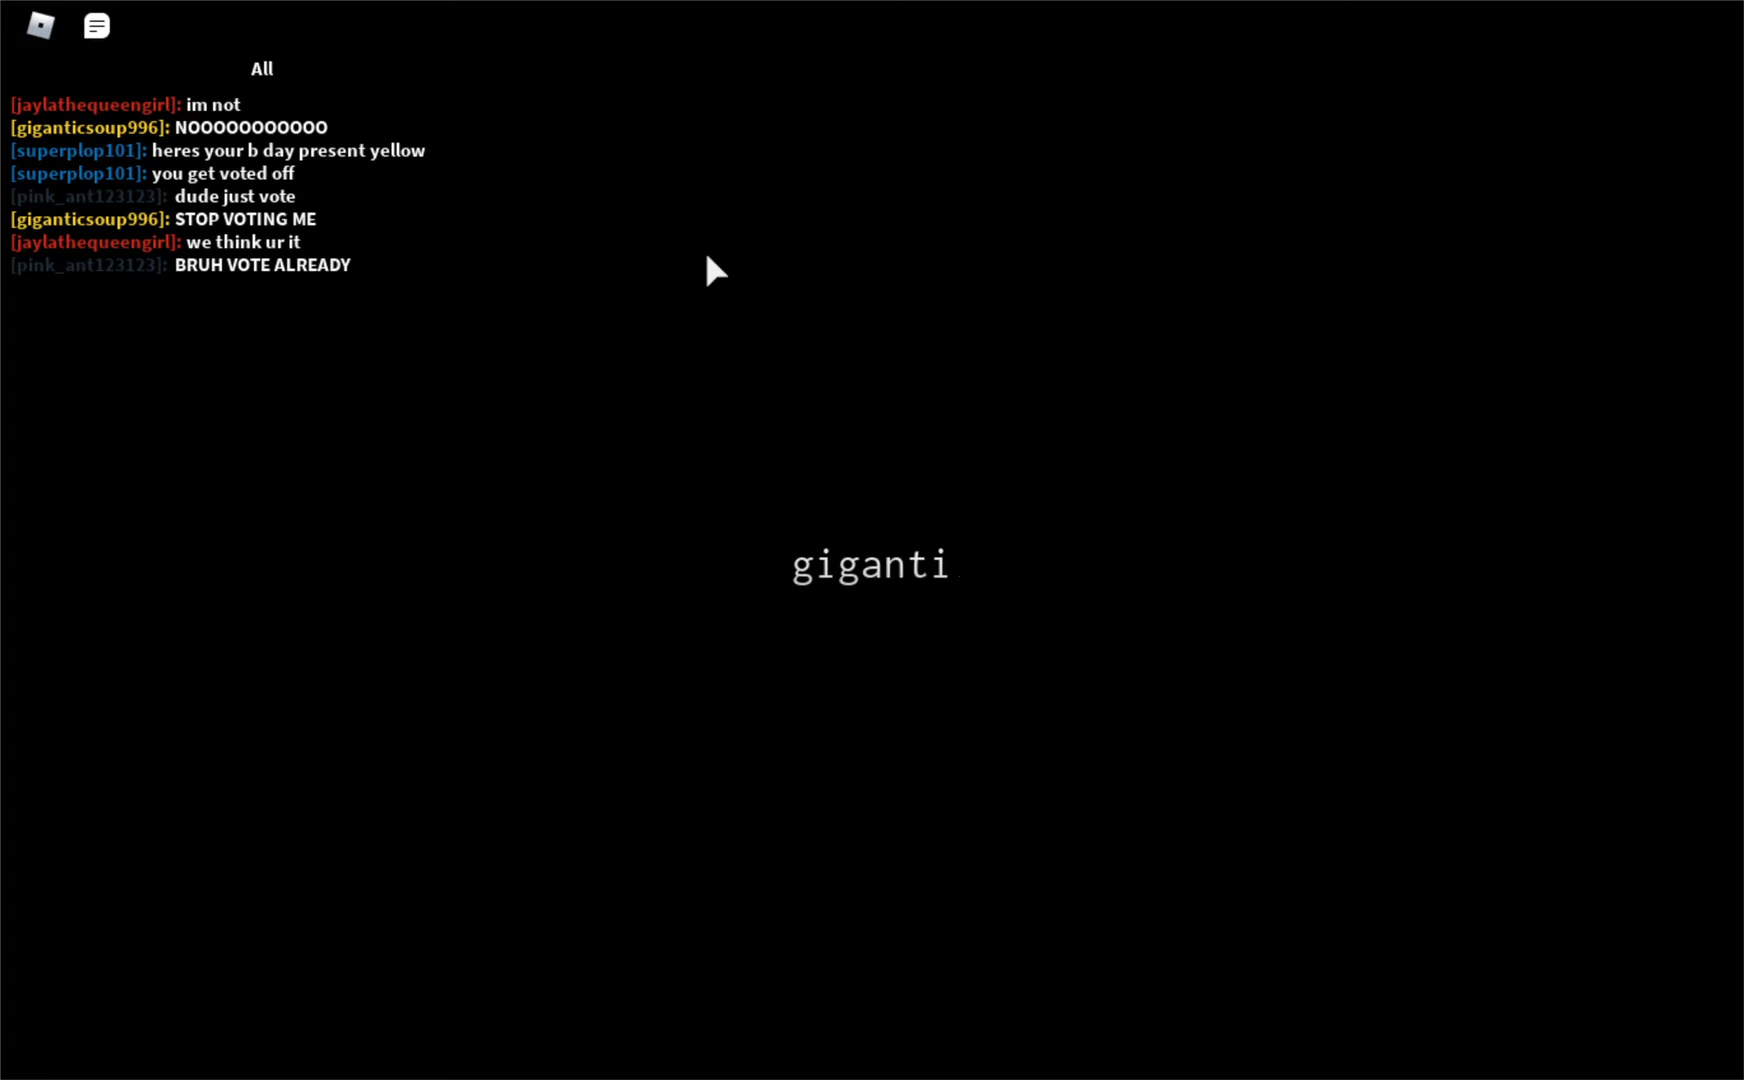 All
[jaylathequeengirl]: im not
[giganticsoup996]: NOOOOOOOOOOO
[superplop101]: heres your b day present yellow
[superplop101]: you get voted off
[pink_ant123123]: dude just vote
[giganticsoup996]: STOP VOTING ME
[jaylathequeengirl]: we think ur it
[pink_ant123123]: BRUH VOTE ALREADY
giganti